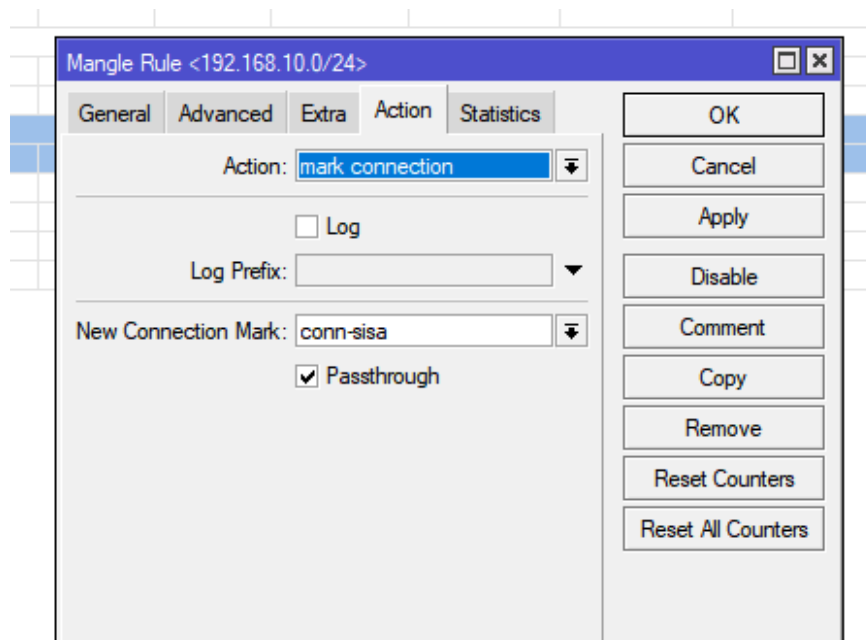 Mangle Rule <192.168.10.0/24>
General Advanced Extra Action Statistics
OK
Action: mark connection
Cancel
Log
Apply
Log Prefix:
Disable
New Connection Mark: conn-sisa
Comment
Passthrough
Copy
Remove
Reset Counters
Reset All Counters